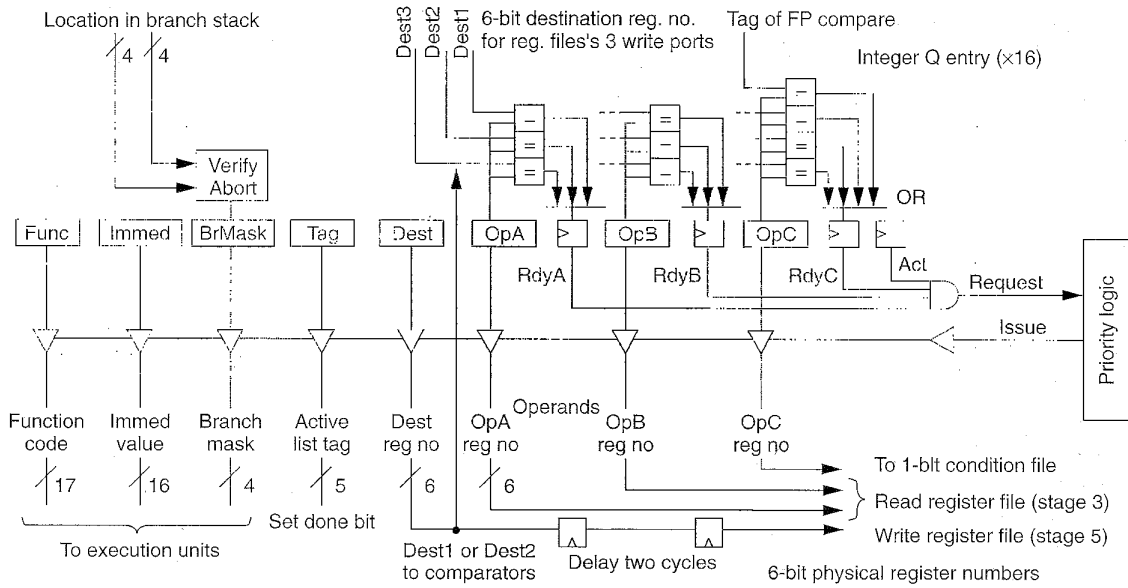 Location in branch stack
4
4
Dest3
Dest2
Dest1
6-bit destination reg. no.
for reg. files's 3 write ports
Tag of FP compare
Integer Q entry (×16)
Verify
Abort
OR
Func
Immed
BrMask
Tag
Dest
OpA
OpB
OpC
RdyA
RdyB
RdyC
Act
Request
Issue
Priority logic
Operands
Function
code
Immed
value
Branch
mask
Active
list tag
Dest
reg no
OpA
reg no
OpB
reg no
OpC
reg no
17
16
4
5
6
6
To 1-bIt condition file
Read register file (stage 3)
Write register file (stage 5)
Set done bit
To execution units
Dest1 or Dest2
to comparators
Delay two cycles
6-bit physical register numbers